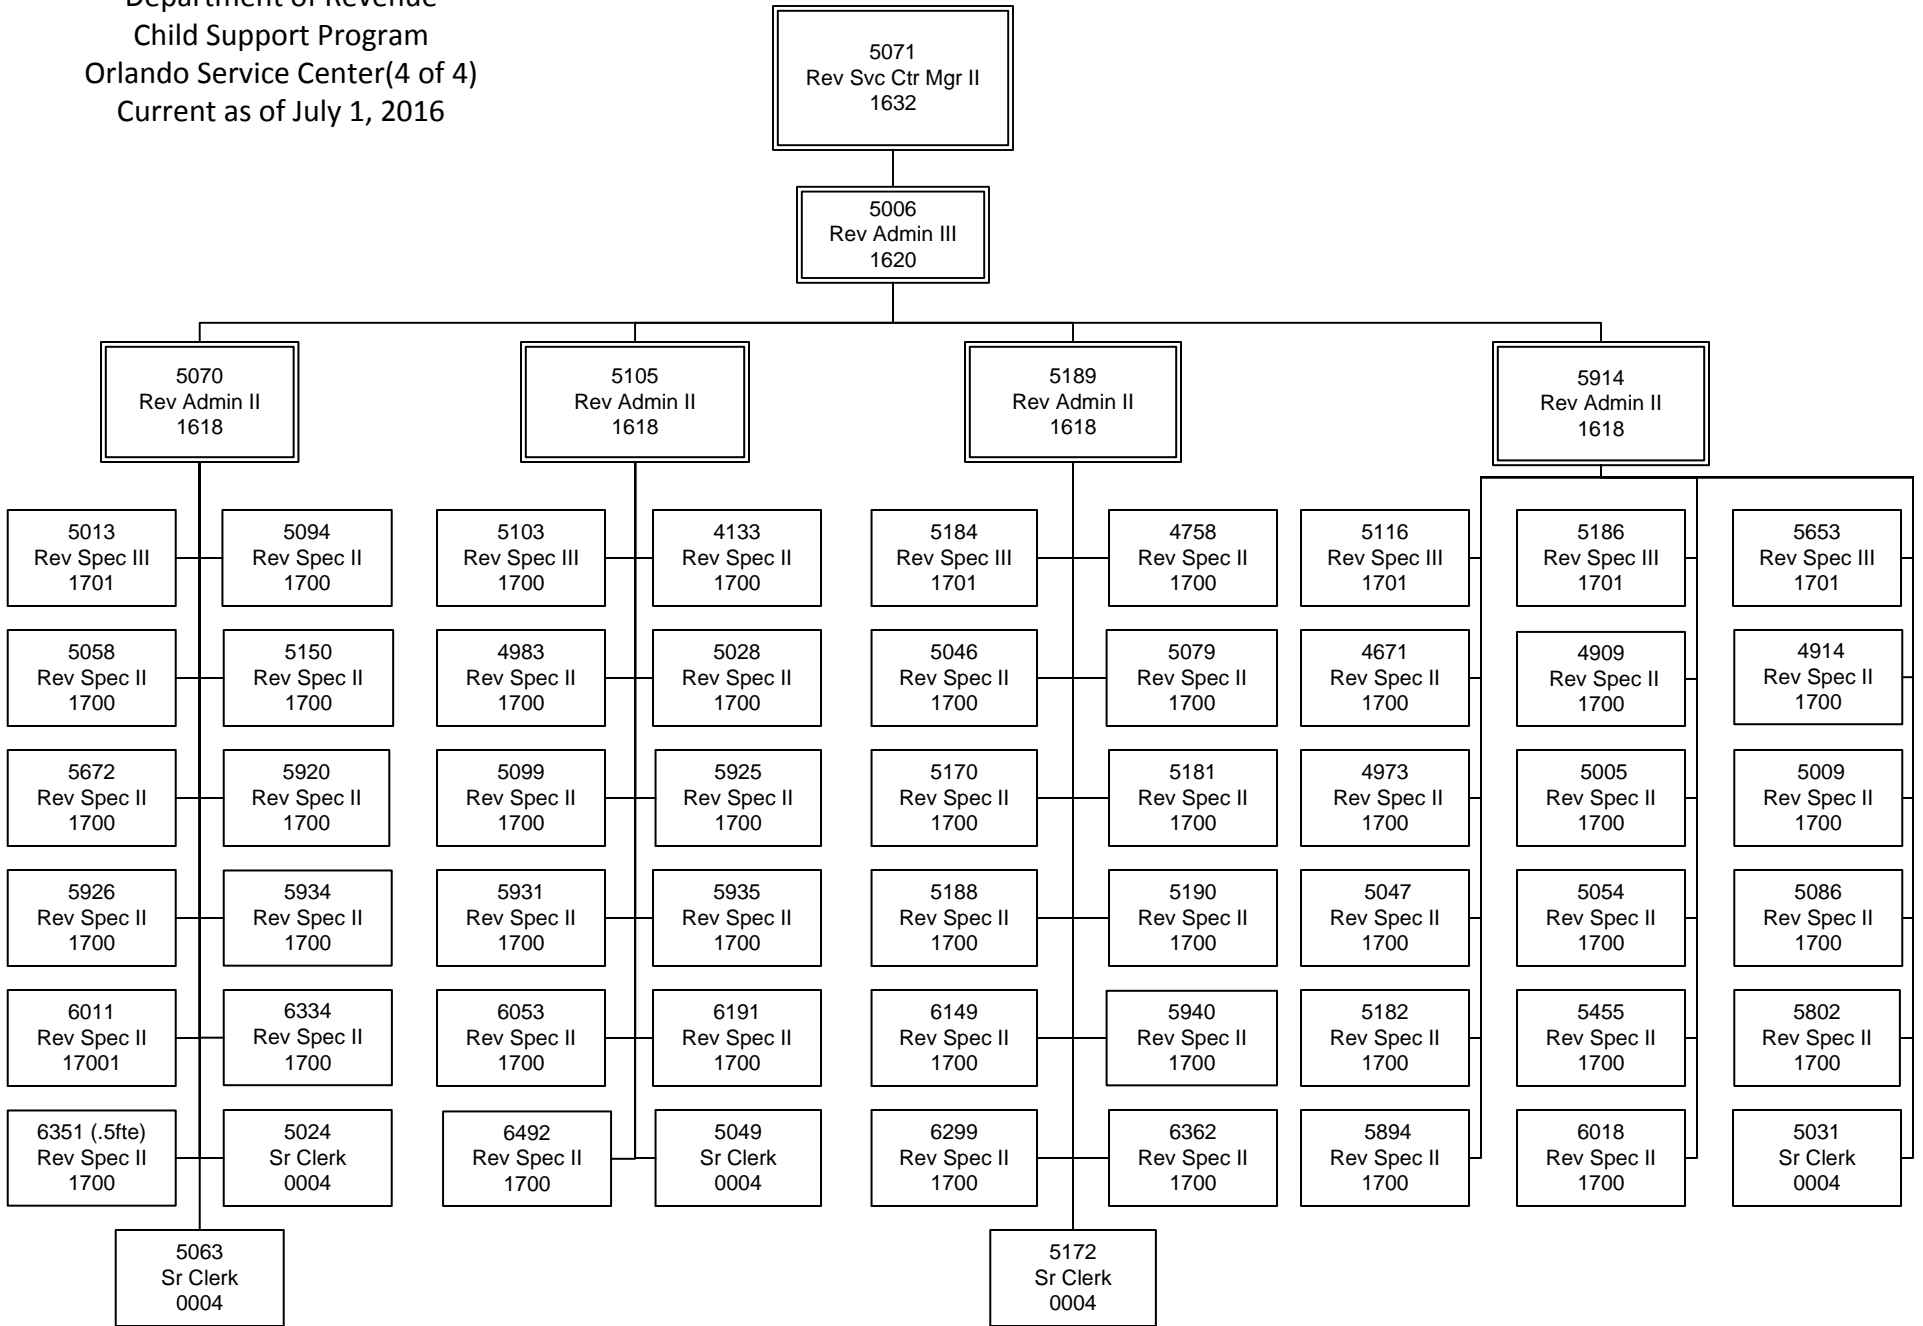 Department of Revenue
Child Support Program
Orlando Service Center(4 of 4)
Current as of July 1, 2016
5071
Rev Svc Ctr Mgr II
1632
5006
Rev Admin III
1620
5070
Rev Admin II
1618
5105
Rev Admin II
1618
5189
Rev Admin II
1618
5914
Rev Admin II
1618
5013
Rev Spec III
1701
5094
Rev Spec II
1700
5103
Rev Spec III
1700
4133
Rev Spec II
1700
5184
Rev Spec III
1701
4758
Rev Spec II
1700
5116
Rev Spec III
1701
5186
Rev Spec III
1701
5653
Rev Spec III
1701
5058
Rev Spec II
1700
5150
Rev Spec II
1700
4983
Rev Spec II
1700
5028
Rev Spec II
1700
5046
Rev Spec II
1700
5079
Rev Spec II
1700
4671
Rev Spec II
1700
4909
Rev Spec II
1700
4914
Rev Spec II
1700
5672
Rev Spec II
1700
5920
Rev Spec II
1700
5099
Rev Spec II
1700
5925
Rev Spec II
1700
5170
Rev Spec II
1700
5181
Rev Spec II
1700
4973
Rev Spec II
1700
5005
Rev Spec II
1700
5009
Rev Spec II
1700
5926
Rev Spec II
1700
5934
Rev Spec II
1700
5931
Rev Spec II
1700
5935
Rev Spec II
1700
5188
Rev Spec II
1700
5190
Rev Spec II
1700
5047
Rev Spec II
1700
5054
Rev Spec II
1700
5086
Rev Spec II
1700
6011
Rev Spec II
17001
6334
Rev Spec II
1700
6053
Rev Spec II
1700
6191
Rev Spec II
1700
6149
Rev Spec II
1700
5940
Rev Spec II
1700
5182
Rev Spec II
1700
5455
Rev Spec II
1700
5802
Rev Spec II
1700
6351 (.5fte)
Rev Spec II
1700
5024
Sr Clerk
0004
6492
Rev Spec II
1700
5049
Sr Clerk
0004
6299
Rev Spec II
1700
6362
Rev Spec II
1700
5894
Rev Spec II
1700
6018
Rev Spec II
1700
5031
Sr Clerk
0004
5063
Sr Clerk
0004
5172
Sr Clerk
0004